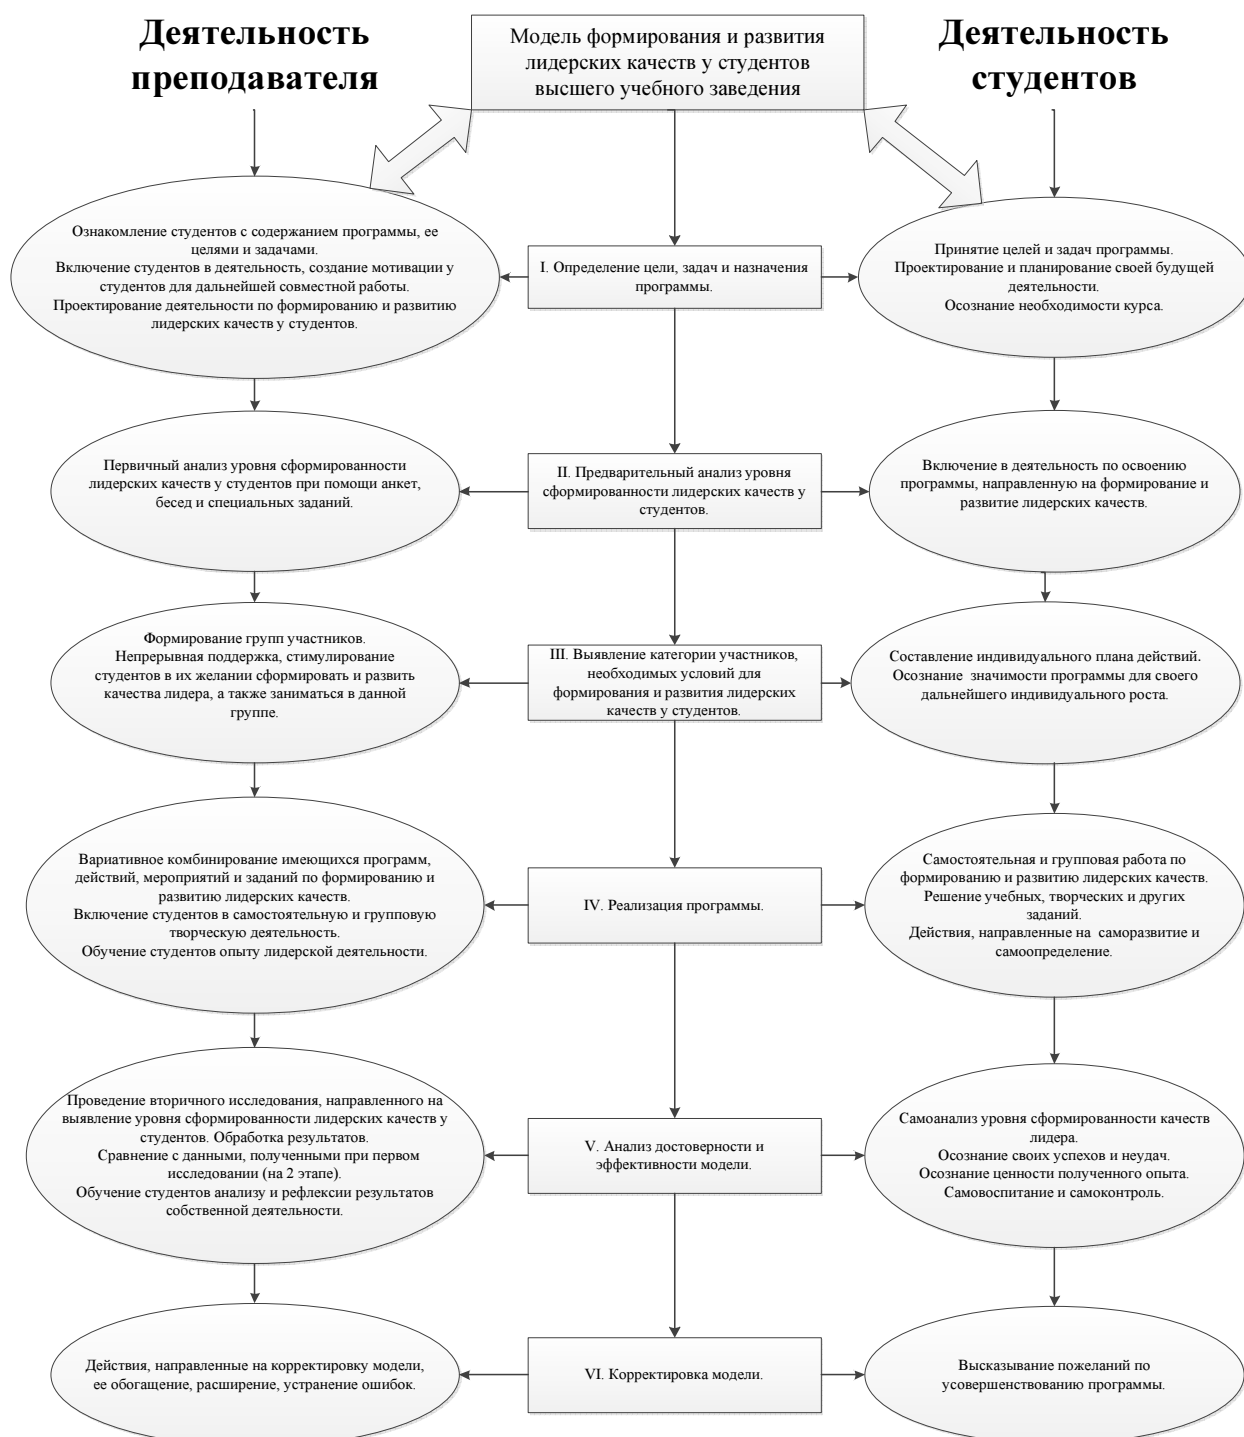 Деятельность
преподавателя
Модель формирования и развития
лидерских качеств у студентов
высшего учебного заведения
Деятельность
студентов
Ознакомление студентов с содержанием программы, ее
целями и задачами.
Включение студентов в деятельность, создание мотивации у
студентов для дальнейшей совместной работы.
Проектирование деятельности по формированию и развитию
лидерских качеств у студентов.
I. Определение цели, задач и назначения
программы.
Принятие целей и задач программы.
Проектирование и планирование своей будущей
деятельности.
Осознание необходимости курса.
Первичный анализ уровня сформированности
лидерских качеств у студентов при помощи анкет,
бесед и специальных заданий.
II. Предварительный анализ уровня
сформированности лидерских качеств у
студентов.
Включение в деятельность по освоению
программы, направленную на формирование и
развитие лидерских качеств.
Формирование групп участников.
Непрерывная поддержка, стимулирование
студентов в их желании сформировать и развить
качества лидера, а также заниматься в данной
группе.
III. Выявление категории участников,
необходимых условий для
формирования и развития лидерских
качеств у студентов.
Составление индивидуального плана действий.
Осознание значимости программы для своего
дальнейшего индивидуального роста.
Вариативное комбинирование имеющихся программ,
действий, мероприятий и заданий по формированию и
развитию лидерских качеств.
Включение студентов в самостоятельную и групповую
творческую деятельность.
Обучение студентов опыту лидерской деятельности.
IV. Реализация программы.
Самостоятельная и групповая работа по
формированию и развитию лидерских качеств.
Решение учебных, творческих и других
заданий.
Действия, направленные на саморазвитие и
самоопределение.
Проведение вторичного исследования, направленного на
выявление уровня сформированности лидерских качеств у
студентов. Обработка результатов.
Сравнение с данными, полученными при первом
исследовании (на 2 этапе).
Обучение студентов анализу и рефлексии результатов
собственной деятельности.
V. Анализ достоверности и
эффективности модели.
Самоанализ уровня сформированности качеств
лидера.
Осознание своих успехов и неудач.
Осознание ценности полученного опыта.
Самовоспитание и самоконтроль.
Действия, направленные на корректировку модели,
ее обогащение, расширение, устранение ошибок.
VI. Корректировка модели.
Высказывание пожеланий по
усовершенствованию программы.